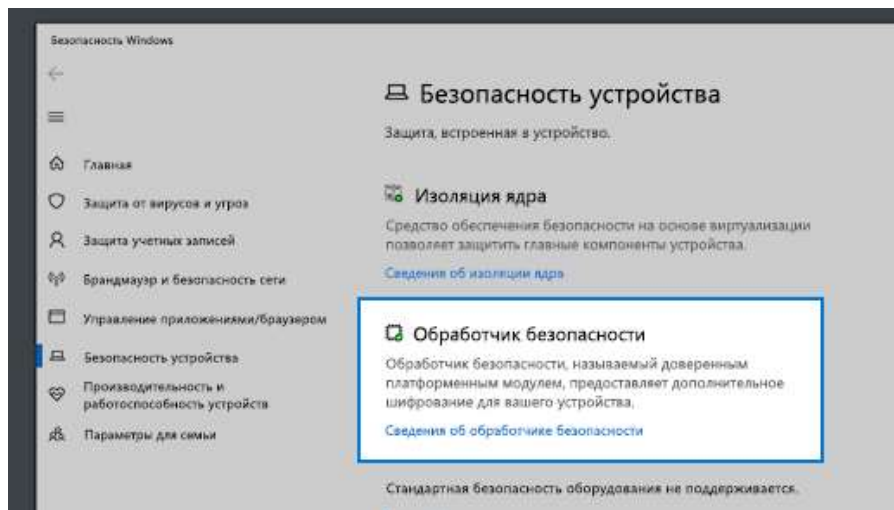 Безопасность Windows
Безопасность устройства
Защита, встроенная в устройство.
Главная
Защита от вирусов и угроз
Защита учетных записей
Брандмауэр и безопасность сети
Управление приложениями/браузером
Безопасность устройства
Производительность и
работоспособность устройств
Параметры для семьи
Изоляция ядра
Средство обеспечения безопасности на основе виртуализации
позволяет защитить главные компоненты устройства.
Сведения об изоляции ядра
Обработчик безопасности
Обработчик безопасности, называемый доверенным
платформенным модулем, предоставляет дополнительное
шифрование для вашего устройства.
Сведения об обработчике безопасности
Стандартная безопасность оборудования не поддерживается.